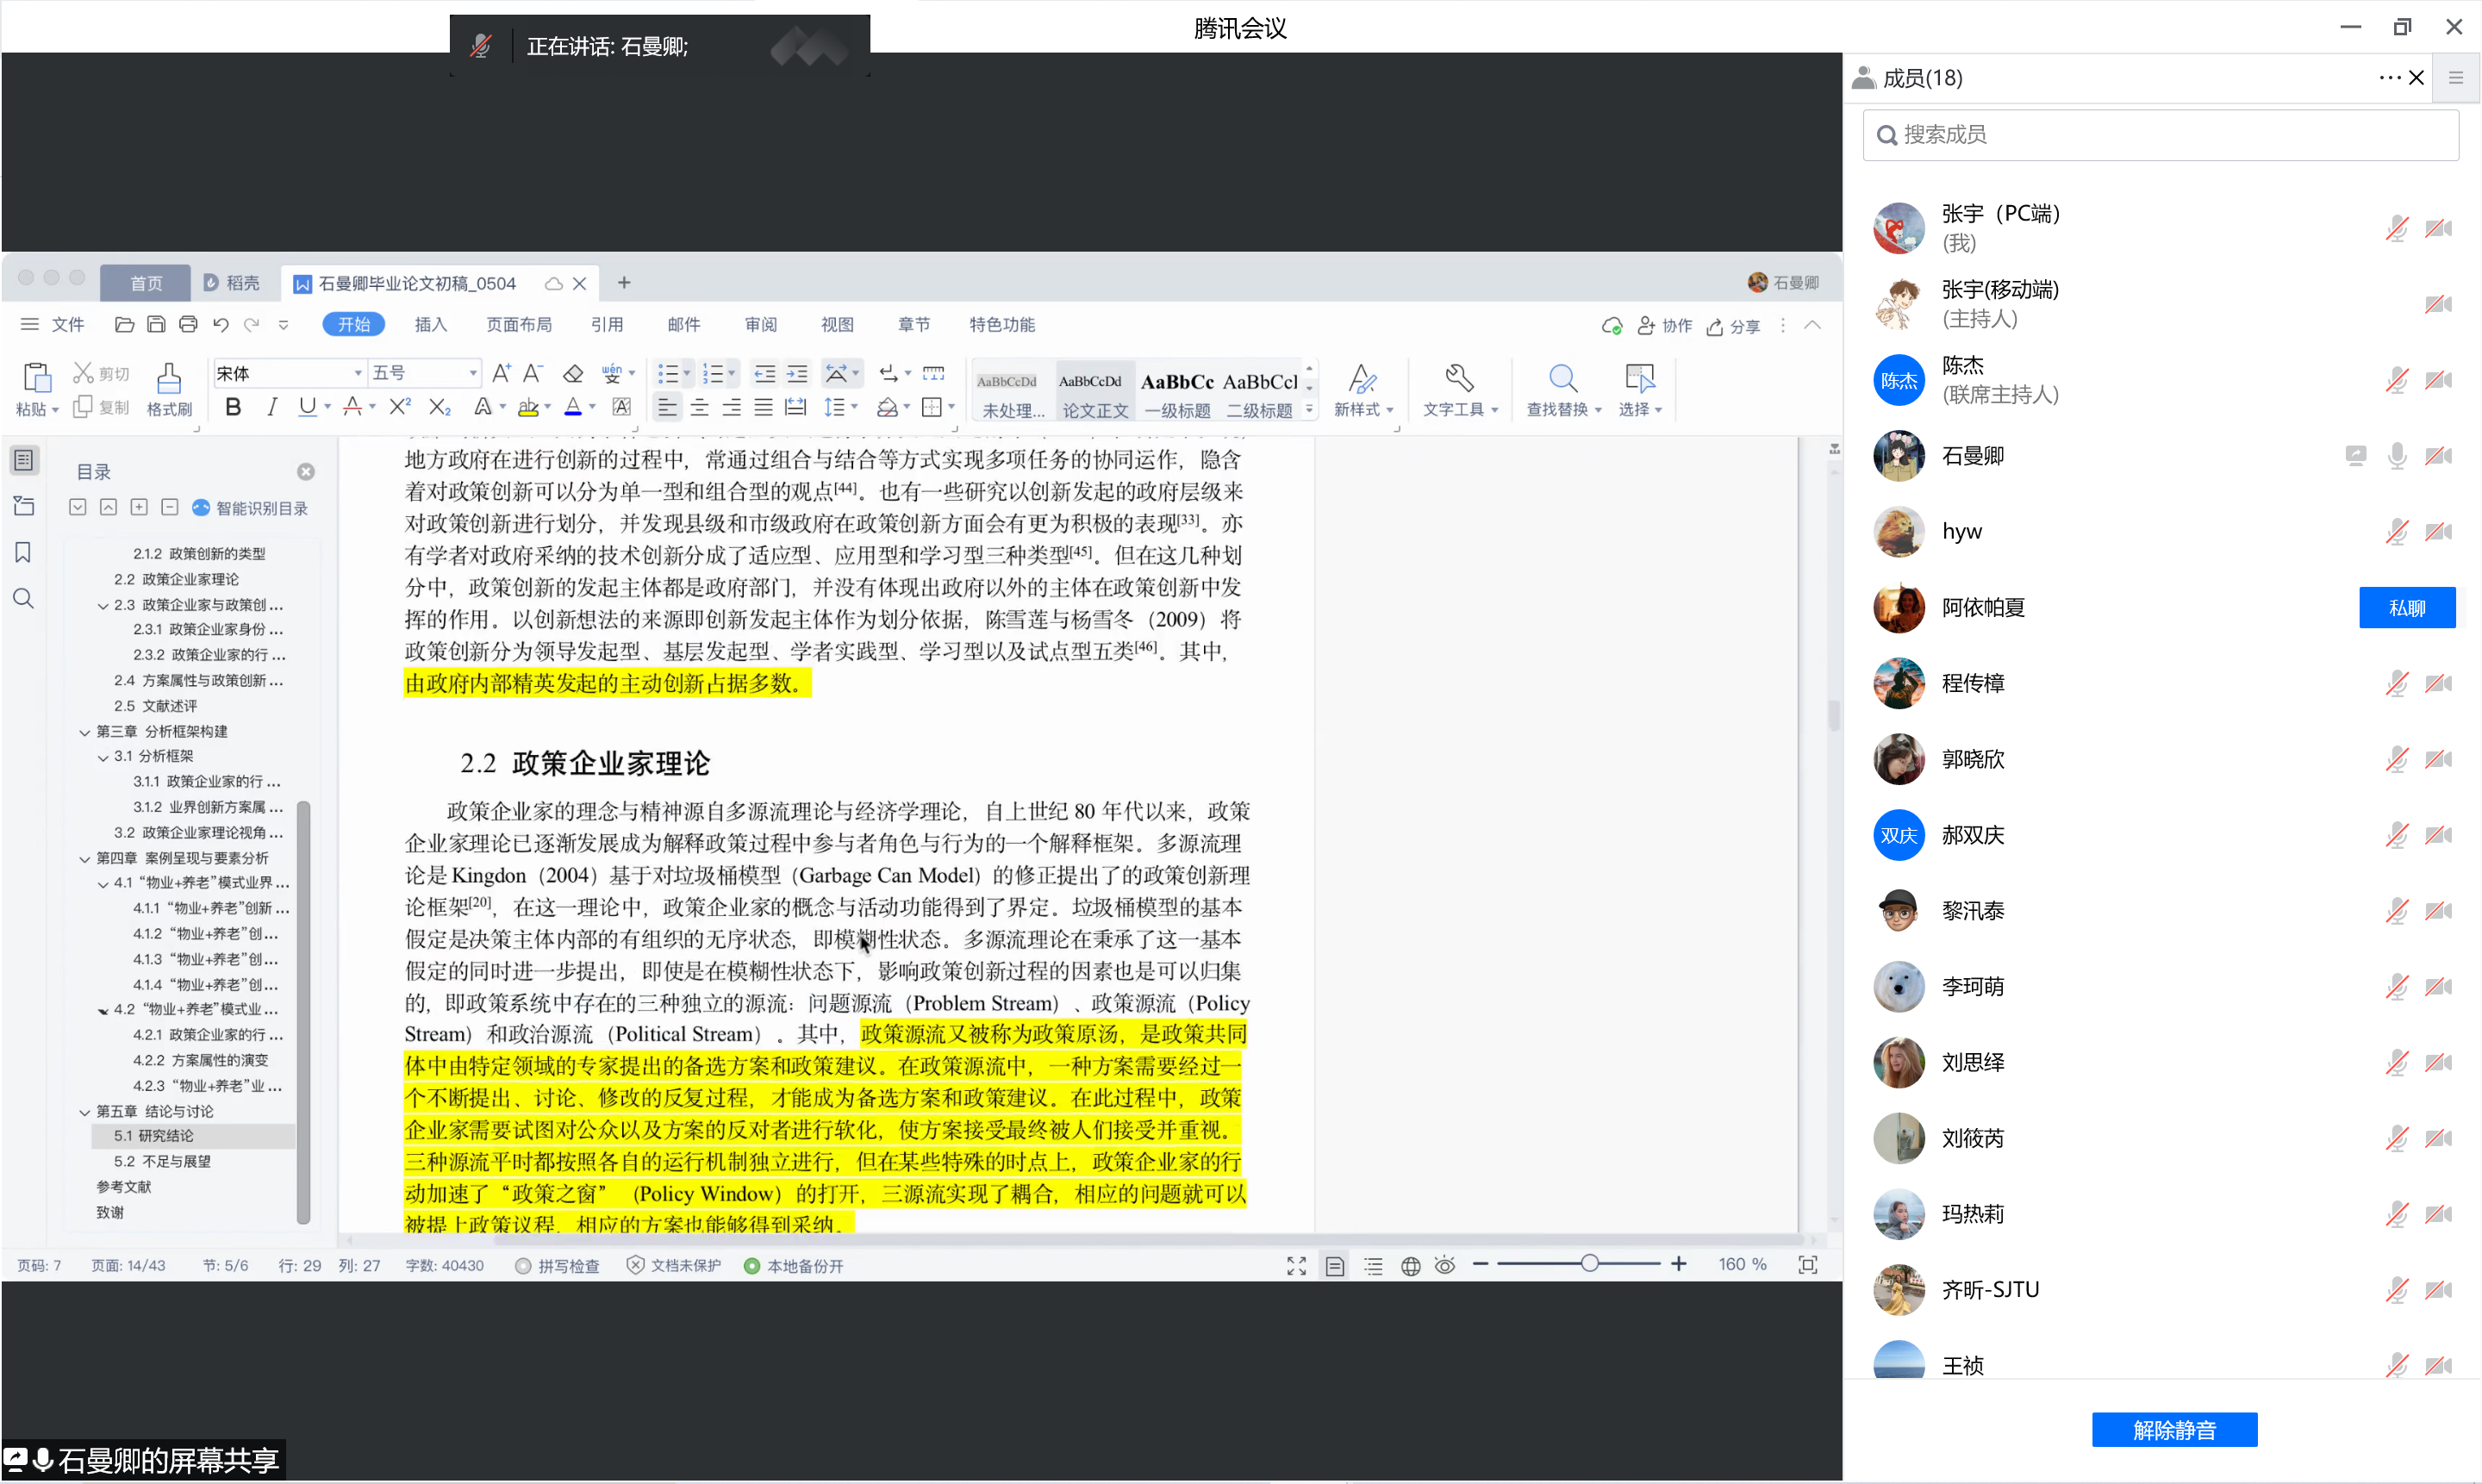 腾讯会议
正在讲话: 石曼卿;
成员(18)
搜索成员
张宇（PC端）
(我)
张宇(移动端)
(主持人)
陈杰
陈杰
(联席主持人)
石曼卿
hyw
阿依帕夏
私聊
程传樟
郭晓欣
双庆
郝双庆
黎汛泰
李珂萌
刘思绎
刘筱芮
玛热莉
齐昕-SJTU
王祯
解除静音
首页
稻壳
石曼卿毕业论文初稿_0504
石曼卿
文件
开始
插入
页面布局
引用
邮件
审阅
视图
章节
特色功能
协作
分享
粘贴
剪切
复制
格式刷
宋体
五号
AaBbCcDd
未处理...
AaBbCcDd
论文正文
AaBbCc
一级标题
AaBbCcl
二级标题
新样式
文字工具
查找替换
选择
目录
智能识别目录
2.1.2 政策创新的类型
2.2 政策企业家理论
2.3 政策企业家与政策创...
2.3.1 政策企业家身份...
2.3.2 政策企业家的行...
2.4 方案属性与政策创新...
2.5 文献述评
第三章 分析框架构建
3.1 分析框架
3.1.1 政策企业家的行...
3.1.2 业界创新方案属...
3.2 政策企业家理论视角...
第四章 案例呈现与要素分析
4.1 “物业+养老”模式业界...
4.1.1 “物业+养老”创新...
4.1.2 “物业+养老”创...
4.1.3 “物业+养老”创...
4.1.4 “物业+养老”创...
4.2 “物业+养老”模式业...
4.2.1 政策企业家的行...
4.2.2 方案属性的演变
4.2.3 “物业+养老”业...
第五章 结论与讨论
5.1 研究结论
5.2 不足与展望
参考文献
致谢
地方政府在进行创新的过程中，常通过组合与结合等方式实现多项任务的协同运作，隐含
着对政策创新可以分为单一型和组合型的观点[44]。也有一些研究以创新发起的政府层级来
对政策创新进行划分，并发现县级和市级政府在政策创新方面会有更为积极的表现[33]。亦
有学者对政府采纳的技术创新分成了适应型、应用型和学习型三种类型[45]。但在这几种划
分中，政策创新的发起主体都是政府部门，并没有体现出政府以外的主体在政策创新中发
挥的作用。以创新想法的来源即创新发起主体作为划分依据，陈雪莲与杨雪冬（2009）将
政策创新分为领导发起型、基层发起型、学者实践型、学习型以及试点型五类[46]。其中，
由政府内部精英发起的主动创新占据多数。
2.2 政策企业家理论
政策企业家的理念与精神源自多源流理论与经济学理论，自上世纪 80 年代以来，政策
企业家理论已逐渐发展成为解释政策过程中参与者角色与行为的一个解释框架。多源流理
论是 Kingdon（2004）基于对垃圾桶模型（Garbage Can Model）的修正提出了的政策创新理
论框架[20]，在这一理论中，政策企业家的概念与活动功能得到了界定。垃圾桶模型的基本
假定是决策主体内部的有组织的无序状态，即模糊性状态。多源流理论在秉承了这一基本
假定的同时进一步提出，即使是在模糊性状态下，影响政策创新过程的因素也是可以归集
的，即政策系统中存在的三种独立的源流：问题源流（Problem Stream）、政策源流（Policy
Stream）和政治源流（Political Stream）。其中，政策源流又被称为政策原汤，是政策共同
体中由特定领域的专家提出的备选方案和政策建议。在政策源流中，一种方案需要经过一
个不断提出、讨论、修改的反复过程，才能成为备选方案和政策建议。在此过程中，政策
企业家需要试图对公众以及方案的反对者进行软化，使方案接受最终被人们接受并重视。
三种源流平时都按照各自的运行机制独立进行，但在某些特殊的时点上，政策企业家的行
动加速了“政策之窗”（Policy Window）的打开，三源流实现了耦合，相应的问题就可以
被提上政策议程，相应的方案也能够得到采纳。
页码: 7
页面: 14/43
节: 5/6
行: 29
列: 27
字数: 40430
拼写检查
文档未保护
本地备份开
160 %
石曼卿的屏幕共享